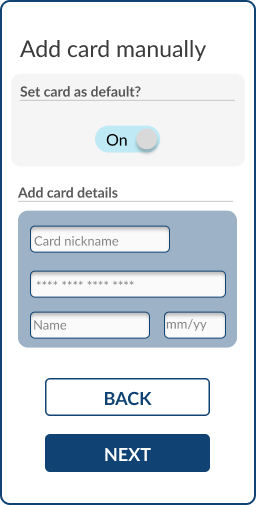 Add card manually
Set card as default?
On
Add card details
Card nickname
**** **** **** ****
Name
mm/yy
BACK
NEXT